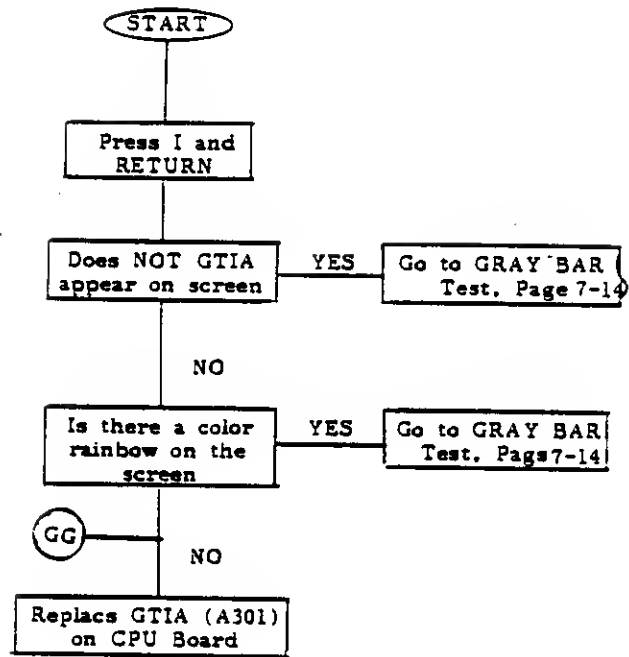 START
Press I and
RETURN
Does NOT GTIA
appear on screen
YES
Go to GRAY BAR
Test. Page 7-14
NO
Is there a color
rainbow on the
screen
YES
Go to GRAY BAR
Test. Pags 7-14
GG
NO
Replacs GTIA (A301)
on CPU Board